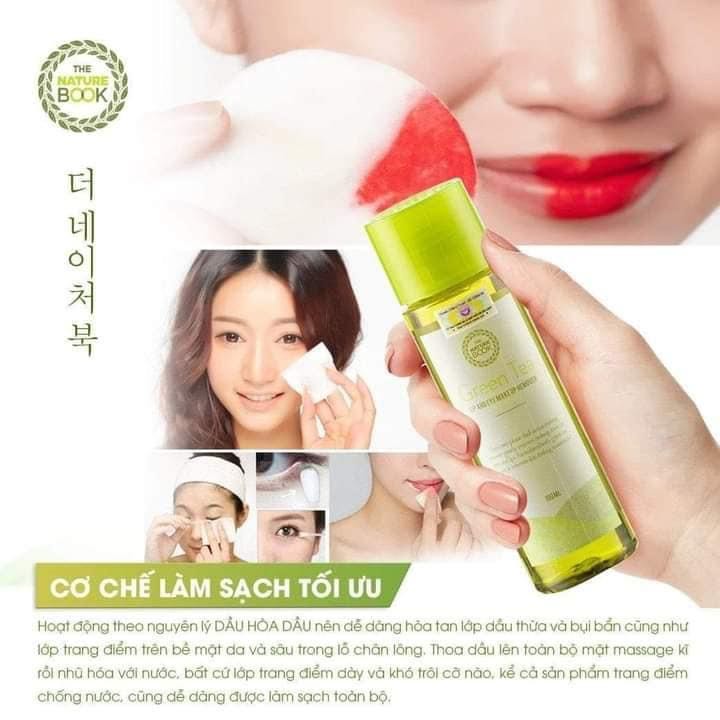 THE
NATURE
BOOK
더네이처북
THE
NATURE
BOOK
Green Tea
LIP AND EYE MAKEUP REMOVER
100ML
CƠ CHẾ LÀM SẠCH TỐI ƯU
Hoạt động theo nguyên lý DẦU HÒA DẦU nên dễ dàng hòa tan lớp dầu thừa và bụi bẩn cũng như
lớp trang điểm trên bề mặt da và sâu trong lỗ chân lông. Thoa dầu lên toàn bộ mặt massage kĩ
rồi nhũ hóa với nước, bất cứ lớp trang điểm dày và khó trôi cỡ nào, kể cả sản phẩm trang điểm
chống nước, cũng dễ dàng được làm sạch toàn bộ.